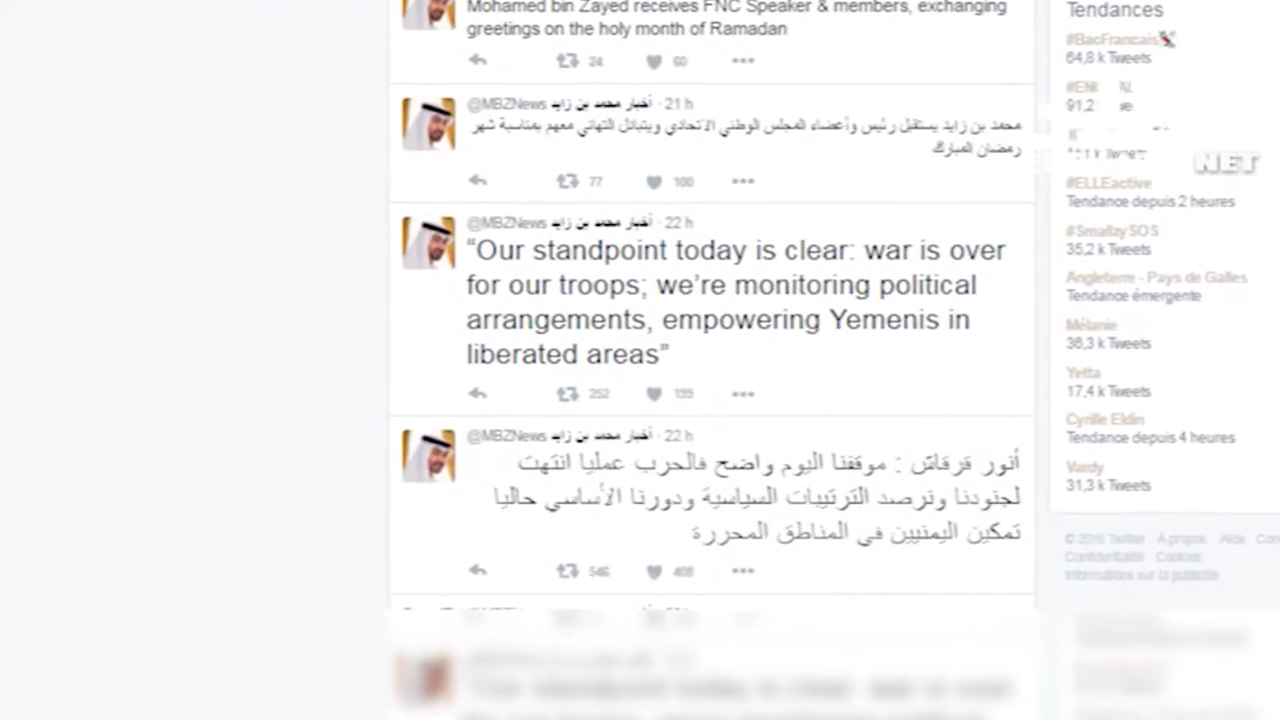 Mohamed bin Zayed receives FNC Speaker & members, exchanging
greetings on the holy month of Ramadan
24 60
@MBZNews أخبار محمد بن زايد · 21 h
محمد بن زايد يستقبل رئيس وأعضاء المجلس الوطني الاتحادي ويتبادل التهاني معهم بمناسبة شهر
رمضان المبارك
77 100
@MBZNews أخبار محمد بن زايد · 22 h
“Our standpoint today is clear: war is over
for our troops; we’re monitoring political
arrangements, empowering Yemenis in
liberated areas”
252 199
@MBZNews أخبار محمد بن زايد · 22 h
أنور قرقاش : موقفنا اليوم واضح فالحرب عمليا انتهت
لجنودنا ونرصد الترتيبات السياسية ودورنا الأساسي حاليا
تمكين اليمنيين في المناطق المحررة
546 408
Tendances
#BacFrancais
64,8 k Tweets
91,2
NET
#ELLEactive
Tendance depuis 2 heures
#SmallzySOS
35,2 k Tweets
Angleterre - Pays de Galles
Tendance émergente
Mélanie
36,3 k Tweets
Yetta
17,4 k Tweets
Cyrille Eldin
Tendance depuis 4 heures
Vardy
31,3 k Tweets
© 2016 Twitter À propos Aide
Confidentialité Cookies
Informations sur la publicité